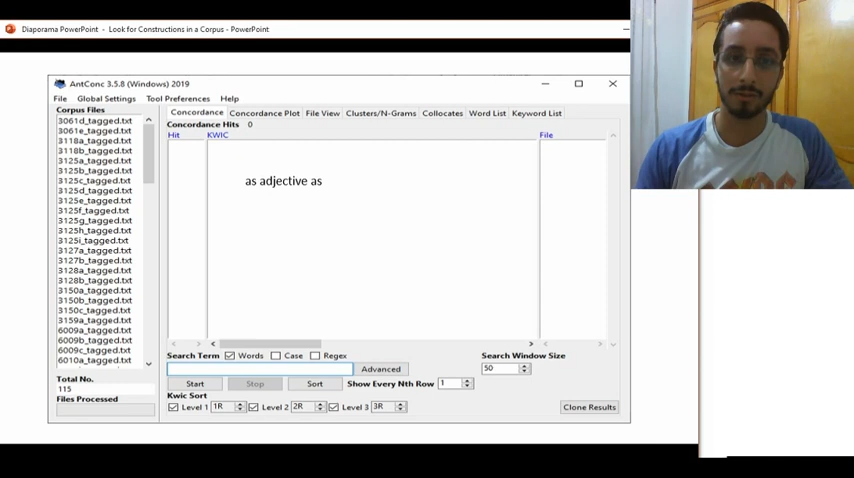 Diaporama PowerPoint - Look for Constructions in a Corpus - PowerPoint
AntConc 3.5.8 (Windows) 2019
File Global Settings Tool Preferences Help
Corpus Files
3061d_tagged.txt
3061e_tagged.txt
3118a_tagged.txt
3118b_tagged.txt
3125a_tagged.txt
3125b_tagged.txt
3125c_tagged.txt
3125d_tagged.txt
3125e_tagged.txt
3125f_tagged.txt
3125g_tagged.txt
3125h_tagged.txt
3125i_tagged.txt
3127a_tagged.txt
3127b_tagged.txt
3128a_tagged.txt
3128b_tagged.txt
3150a_tagged.txt
3150b_tagged.txt
3150c_tagged.txt
3159a_tagged.txt
6009a_tagged.txt
6009b_tagged.txt
6009c_tagged.txt
6010a_tagged.txt
Total No.
115
Files Processed
Concordance Concordance Plot File View Clusters/N-Grams Collocates Word List Keyword List
Concordance Hits 0
Hit KWIC File
as adjective as
Search Term Words Case Regex Search Window Size
Advanced 50
Start Stop Sort Show Every Nth Row 1
Kwic Sort
Level 1 1R Level 2 2R Level 3 3R Clone Results